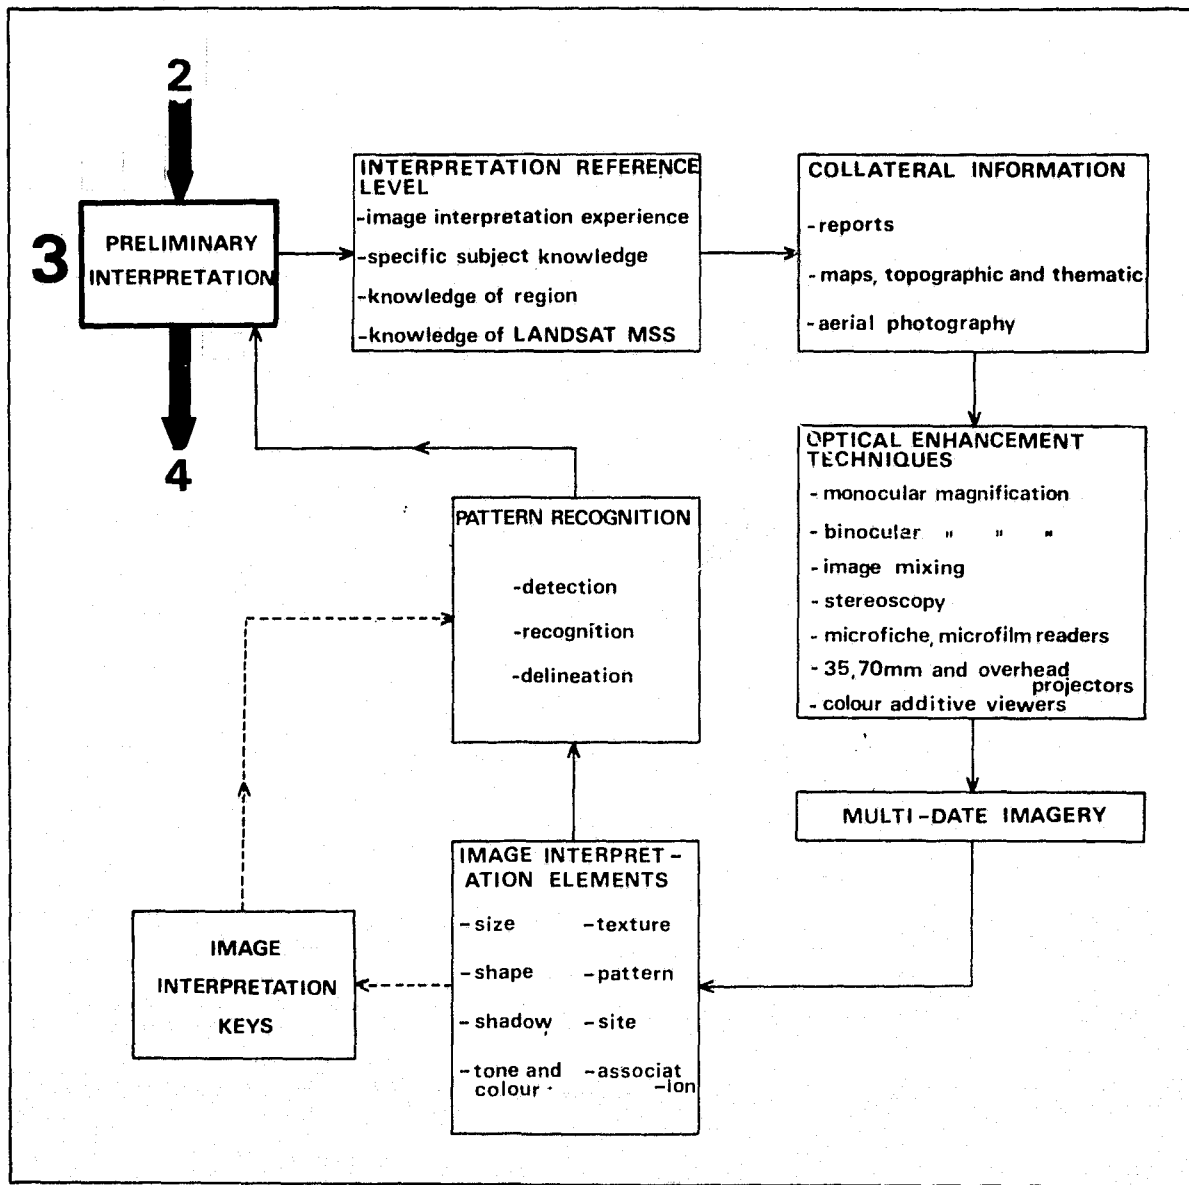 2
3
PRELIMINARY
INTERPRETATION
4
INTERPRETATION REFERENCE
LEVEL
-image interpretation experience
-specific subject knowledge
-knowledge of region
-knowledge of LANDSAT MSS
COLLATERAL INFORMATION
-reports
-maps, topographic and thematic
-aerial photography
OPTICAL ENHANCEMENT
TECHNIQUES
- monocular magnification
- binocular " " "
- image mixing
- stereoscopy
- microfiche, microfilm readers
- 35,70mm and overhead
projectors
- colour additive viewers
MULTI-DATE IMAGERY
PATTERN RECOGNITION
-detection
-recognition
-delineation
IMAGE INTERPRET-
ATION ELEMENTS
-size -texture
-shape -pattern
-shadow -site
-tone and -associat
colour -ion
IMAGE
INTERPRETATION
KEYS